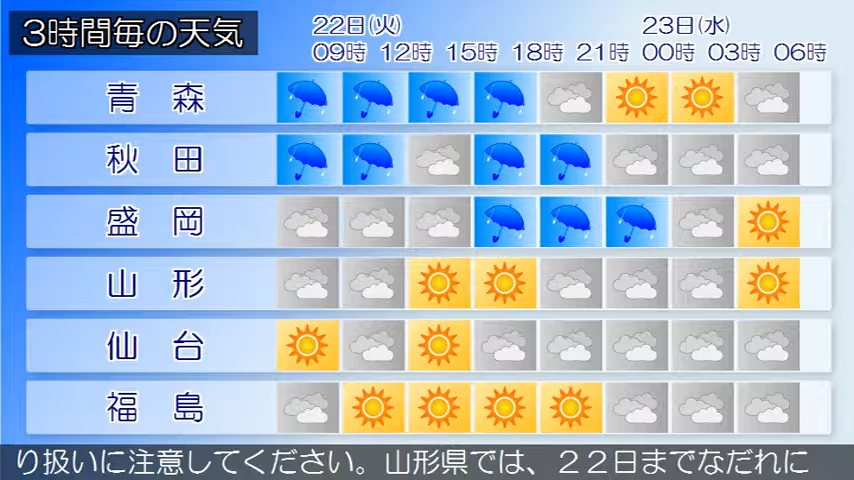 3時間毎の天気
22日(火) 23日(水)
09時 12時 15時 18時 21時 00時 03時 06時
青森
秋田
盛岡
山形
仙台
福島
り扱いに注意してください。山形県では、22日までなだれに